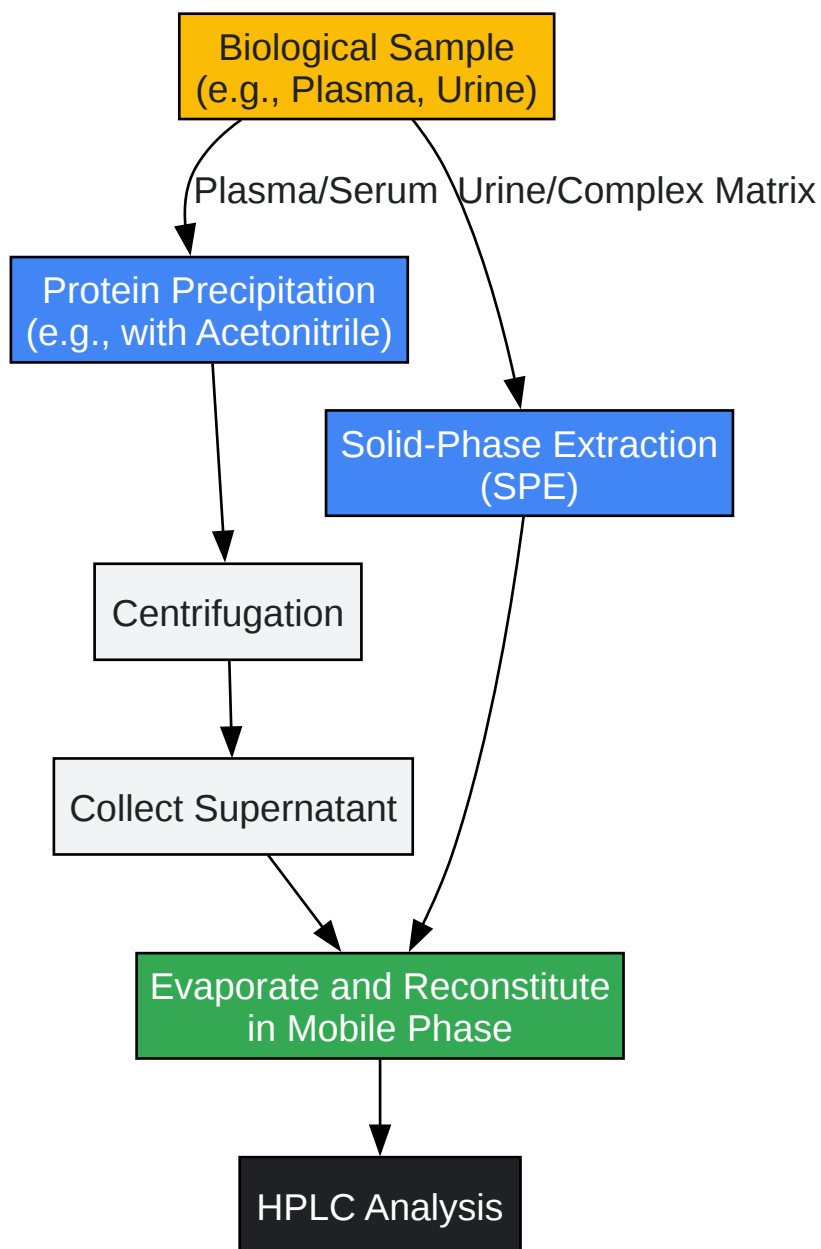 Biological Sample
(e.g., Plasma, Urine)
Plasma/Serum
Urine/Complex Matrix
Protein Precipitation
(e.g., with Acetonitrile)
Solid-Phase Extraction
(SPE)
Centrifugation
Collect Supernatant
Evaporate and Reconstitute
in Mobile Phase
HPLC Analysis